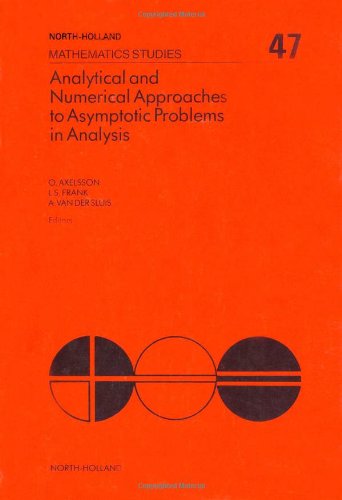 NORTH-HOLLAND
MATHEMATICS STUDIES
47
Analytical and
Numerical Approaches
to Asymptotic Problems
in Analysis
O. AXELSSON
L.S. FRANK
A. VAN DER SLUIS
Editors
NORTH-HOLLAND